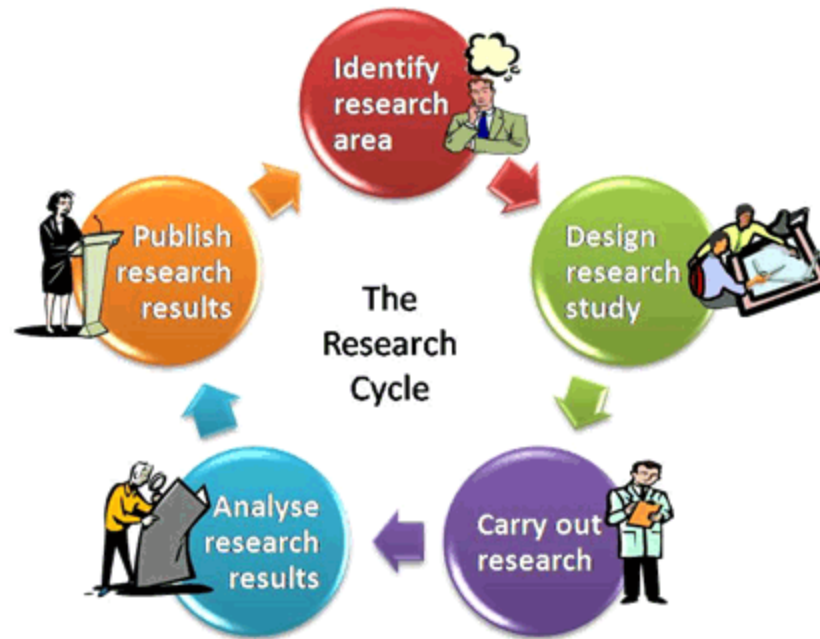 Identify
research
area
Design
research
study
Carry out
research
Analyse
research
results
Publish
research
results
The
Research
Cycle